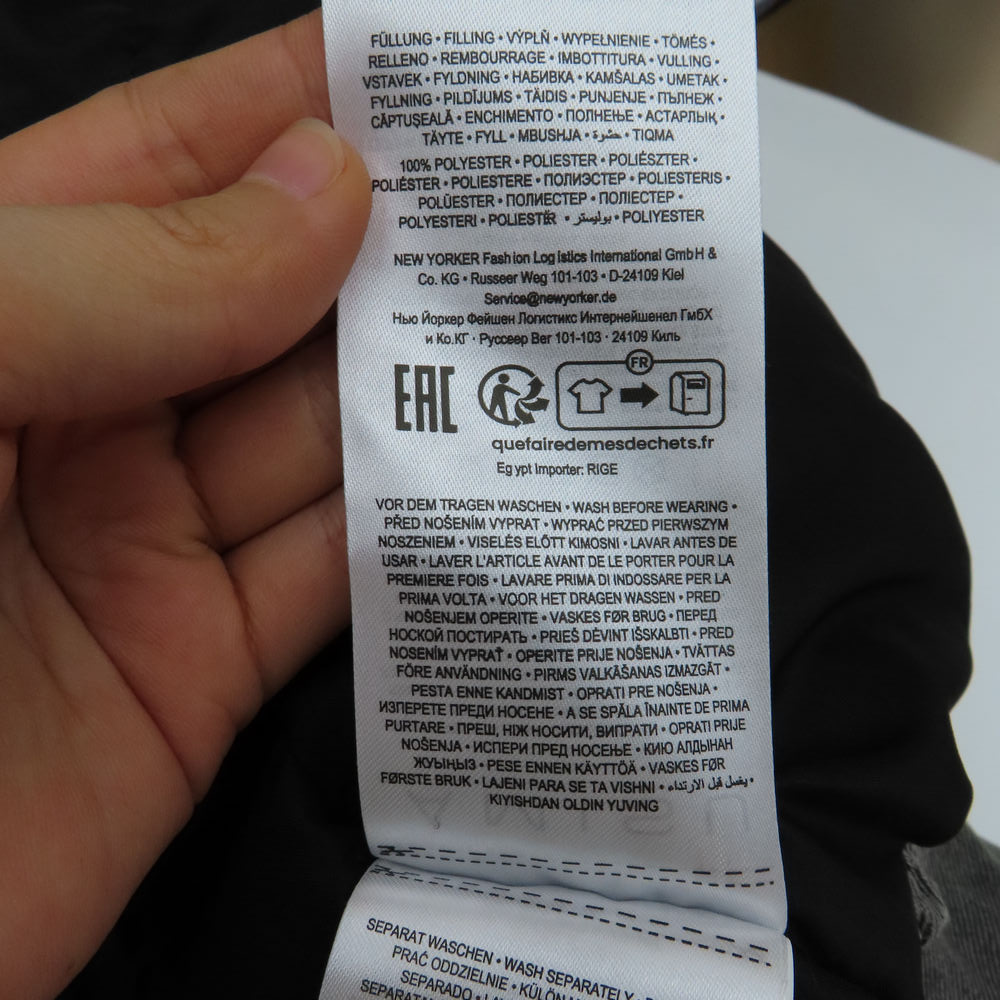 FÜLLUNG • FILLING • VÝPLŇ • WYPEŁNIENIE • TÖMÉS •
RELLENO • REMBOURRAGE • IMBOTTITURA • VULLING •
VSTAVEK • FYLDNING • НАБИВКА • KAMŠALAS • UMETAK •
FYLLNING • PILDĪJUMS • TÄIDIS • PUNJENJE • ПЪЛНЕЖ •
CĂPTUŞEALĂ • ENCHIMENTO • ПОЛНЕЊЕ • АСТАРЛЫҚ •
TÄYTE • FYLL • MBUSHJA • حشوة • TIQMA
100% POLYESTER • POLIESTER • POLIÉSZTER •
POLIÉSTER • POLIESTERE • ПОЛИЭСТЕР • POLIESTERIS •
POLÜESTER • ПОЛИЕСТЕР • ПОЛІЕСТЕР •
POLYESTERI • POLIESTËR • بوليستر • POLIYESTER
NEW YORKER Fashion Logistics International GmbH &
Co. KG • Russeer Weg 101-103 • D-24109 Kiel
Service@newyorker.de
Нью Йоркер Фейшен Логистикс Интернейшенел ГмбХ
и Ко.КГ • Руссеер Вег 101-103 • 24109 Киль
EAC
FR
quefairedemesdechets.fr
Egypt Importer: RIGE
VOR DEM TRAGEN WASCHEN • WASH BEFORE WEARING •
PŘED NOŠENÍM VYPRAT • WYPRAĆ PRZED PIERWSZYM
NOSZENIEM • VISELÉS ELŐTT KIMOSNI • LAVAR ANTES DE
USAR • LAVER L'ARTICLE AVANT DE LE PORTER POUR LA
PREMIERE FOIS • LAVARE PRIMA DI INDOSSARE PER LA
PRIMA VOLTA • VOOR HET DRAGEN WASSEN • PRED
NOŠENJEM OPERITE • VASKES FØR BRUG • ПЕРЕД
НОСКОЙ ПОСТИРАТЬ • PRIEŠ DĖVINT IŠSKALBTI • PRED
NOSENÍM VYPRAŤ • OPERITE PRIJE NOŠENJA • TVÄTTAS
FÖRE ANVÄNDNING • PIRMS VALKĀŠANAS IZMAZGĀT •
PESTA ENNE KANDMIST • OPRATI PRE NOŠENJA •
ИЗПЕРЕТЕ ПРЕДИ НОСЕНЕ • A SE SPĂLA ÎNAINTE DE PRIMA
PURTARE • ПРЕШ, НІЖ НОСИТИ, ВИПРАТИ • OPRATI PRIJE
NOŠENJA • ИСПЕРИ ПРЕД НОСЕЊЕ • КИЮ АЛДЫНАН
ЖУЫҢЫЗ • PESE ENNEN KÄYTTÖÄ • VASKES FØR
FØRSTE BRUK • LAJENI PARA SE TA VISHNI • يغسل قبل الارتداء •
KIYISHDAN OLDIN YUVING
SEPARAT WASCHEN • WASH SEPARATELY •
PRAĆ ODDZIELNIE • KÜLÖN
SEPARADO •